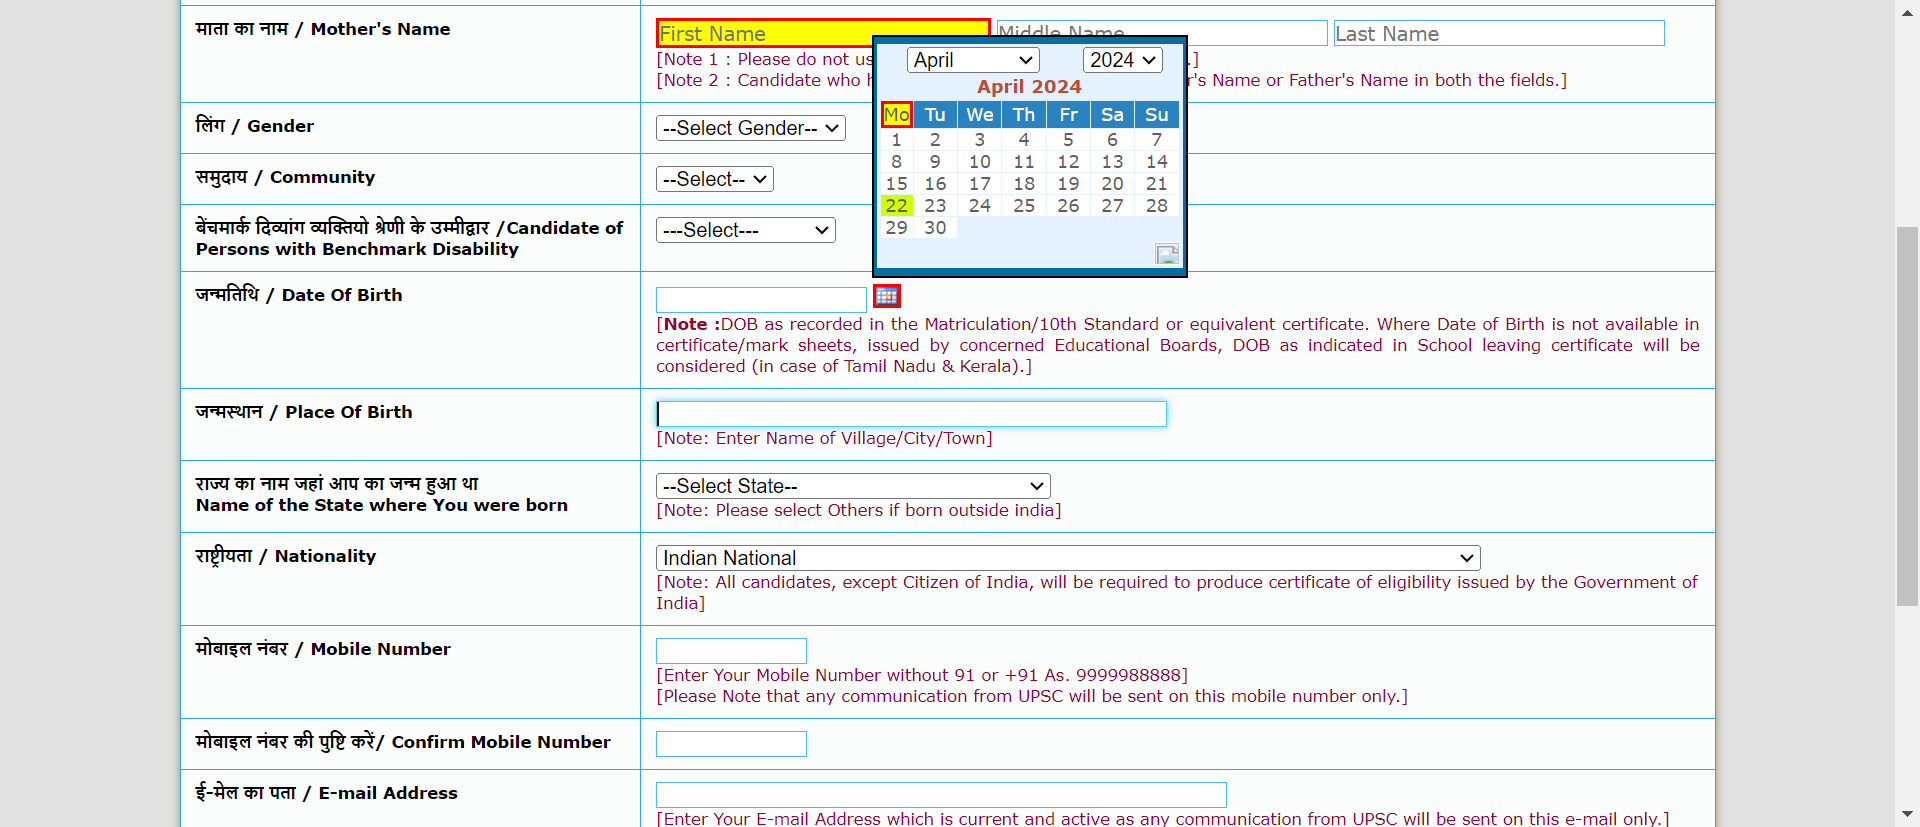 माता का नाम / Mother's Name
First Name Middle Name Last Name
[Note 1 : Please do not us .]
[Note 2 : Candidate who r's Name or Father's Name in both the fields.]
April 2024
April 2024
Mo Tu We Th Fr Sa Su
1 2 3 4 5 6 7
8 9 10 11 12 13 14
15 16 17 18 19 20 21
22 23 24 25 26 27 28
29 30
लिंग / Gender
--Select Gender--
समुदाय / Community
--Select--
बेंचमार्क दिव्यांग व्यक्तियो श्रेणी के उम्मीद्वार /Candidate of
Persons with Benchmark Disability
---Select---
जन्मतिथि / Date Of Birth
[Note :DOB as recorded in the Matriculation/10th Standard or equivalent certificate. Where Date of Birth is not available in
certificate/mark sheets, issued by concerned Educational Boards, DOB as indicated in School leaving certificate will be
considered (in case of Tamil Nadu & Kerala).]
जन्मस्थान / Place Of Birth
[Note: Enter Name of Village/City/Town]
राज्य का नाम जहां आप का जन्म हुआ था
Name of the State where You were born
--Select State--
[Note: Please select Others if born outside india]
राष्ट्रीयता / Nationality
Indian National
[Note: All candidates, except Citizen of India, will be required to produce certificate of eligibility issued by the Government of
India]
मोबाइल नंबर / Mobile Number
[Enter Your Mobile Number without 91 or +91 As. 9999988888]
[Please Note that any communication from UPSC will be sent on this mobile number only.]
मोबाइल नंबर की पुष्टि करें/ Confirm Mobile Number
ई-मेल का पता / E-mail Address
[Enter Your E-mail Address which is current and active as any communication from UPSC will be sent on this e-mail only.]